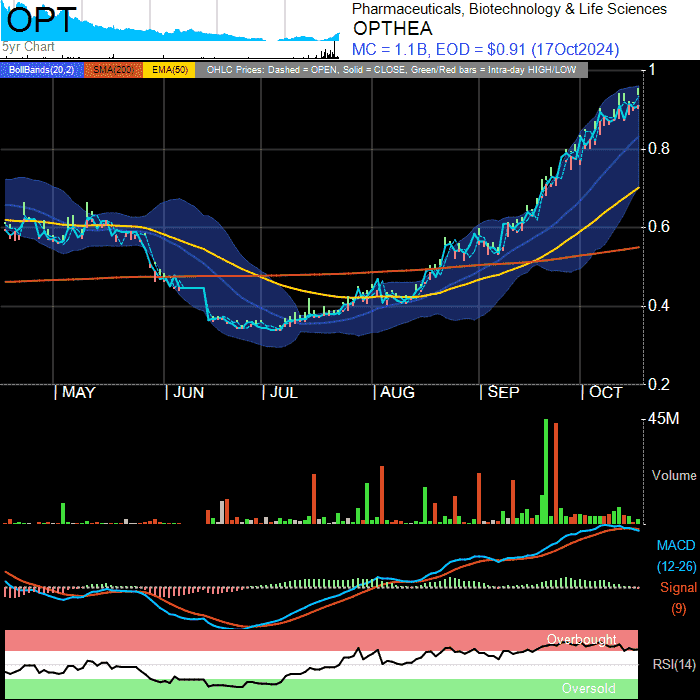 OPT
5yr Chart
Pharmaceuticals, Biotechnology & Life Sciences
OPTHEA
MC = 1.1B, EOD = $0.91 (17Oct2024)
BollBands(20,2) SMA(200) EMA(50) OHLC Prices: Dashed = OPEN, Solid = CLOSE, Green/Red bars = Intra-day HIGH/LOW
1
0.8
0.6
0.4
0.2
MAY JUN JUL AUG SEP OCT
45M
Volume
MACD
(12-26)
Signal
(9)
Overbought
RSI(14)
Oversold